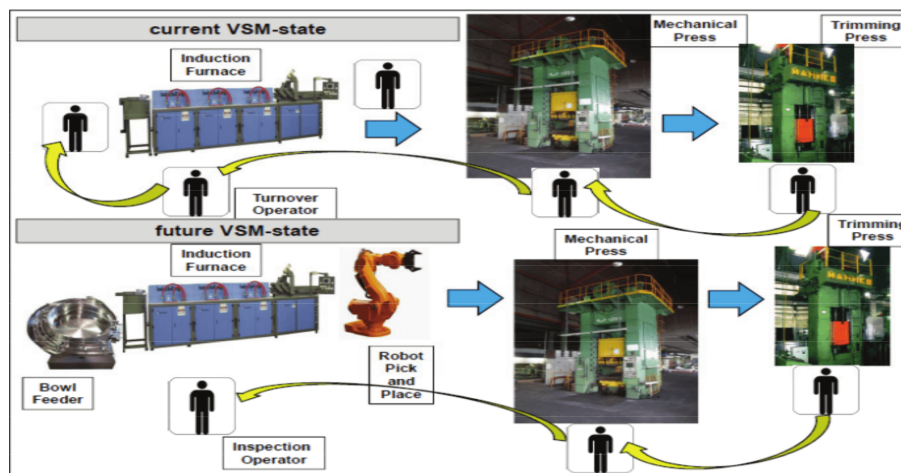 current VSM-state
Mechanical
Press
Trimming
Press
Induction
Furnace
HATEBUR
Turnover
Operator
future VSM-state
Induction
Furnace
Mechanical
Press
Trimming
Press
Bowl
Feeder
Robot
Pick
and
Place
Inspection
Operator